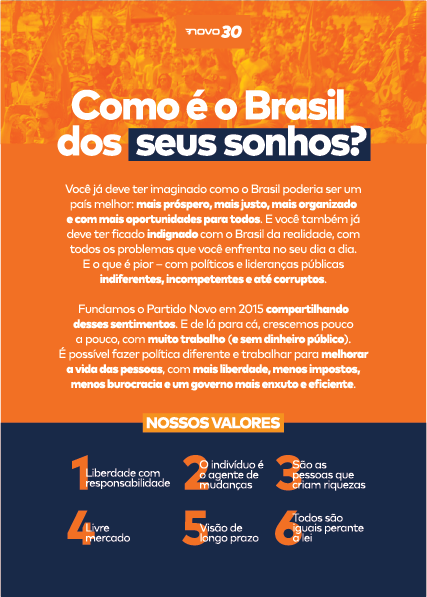 novo 30
Como é o Brasil
dos seus sonhos?
Você já deve ter imaginado como o Brasil poderia ser um
país melhor: mais próspero, mais justo, mais organizado
e com mais oportunidades para todos. E você também já
deve ter ficado indignado com o Brasil da realidade, com
todos os problemas que você enfrenta no seu dia a dia.
E o que é pior – com políticos e lideranças públicas
indiferentes, incompetentes e até corruptos.
Fundamos o Partido Novo em 2015 compartilhando
desses sentimentos. E de lá para cá, crescemos pouco
a pouco, com muito trabalho (e sem dinheiro público).
É possível fazer política diferente e trabalhar para melhorar
a vida das pessoas, com mais liberdade, menos impostos,
menos burocracia e um governo mais enxuto e eficiente.
NOSSOS VALORES
1 Liberdade com
responsabilidade
2 O indivíduo é
o agente de
mudanças
3 São as
pessoas que
criam riquezas
4 Livre
mercado
5 Visão de
longo prazo
6 Todos são
iguais perante
a lei